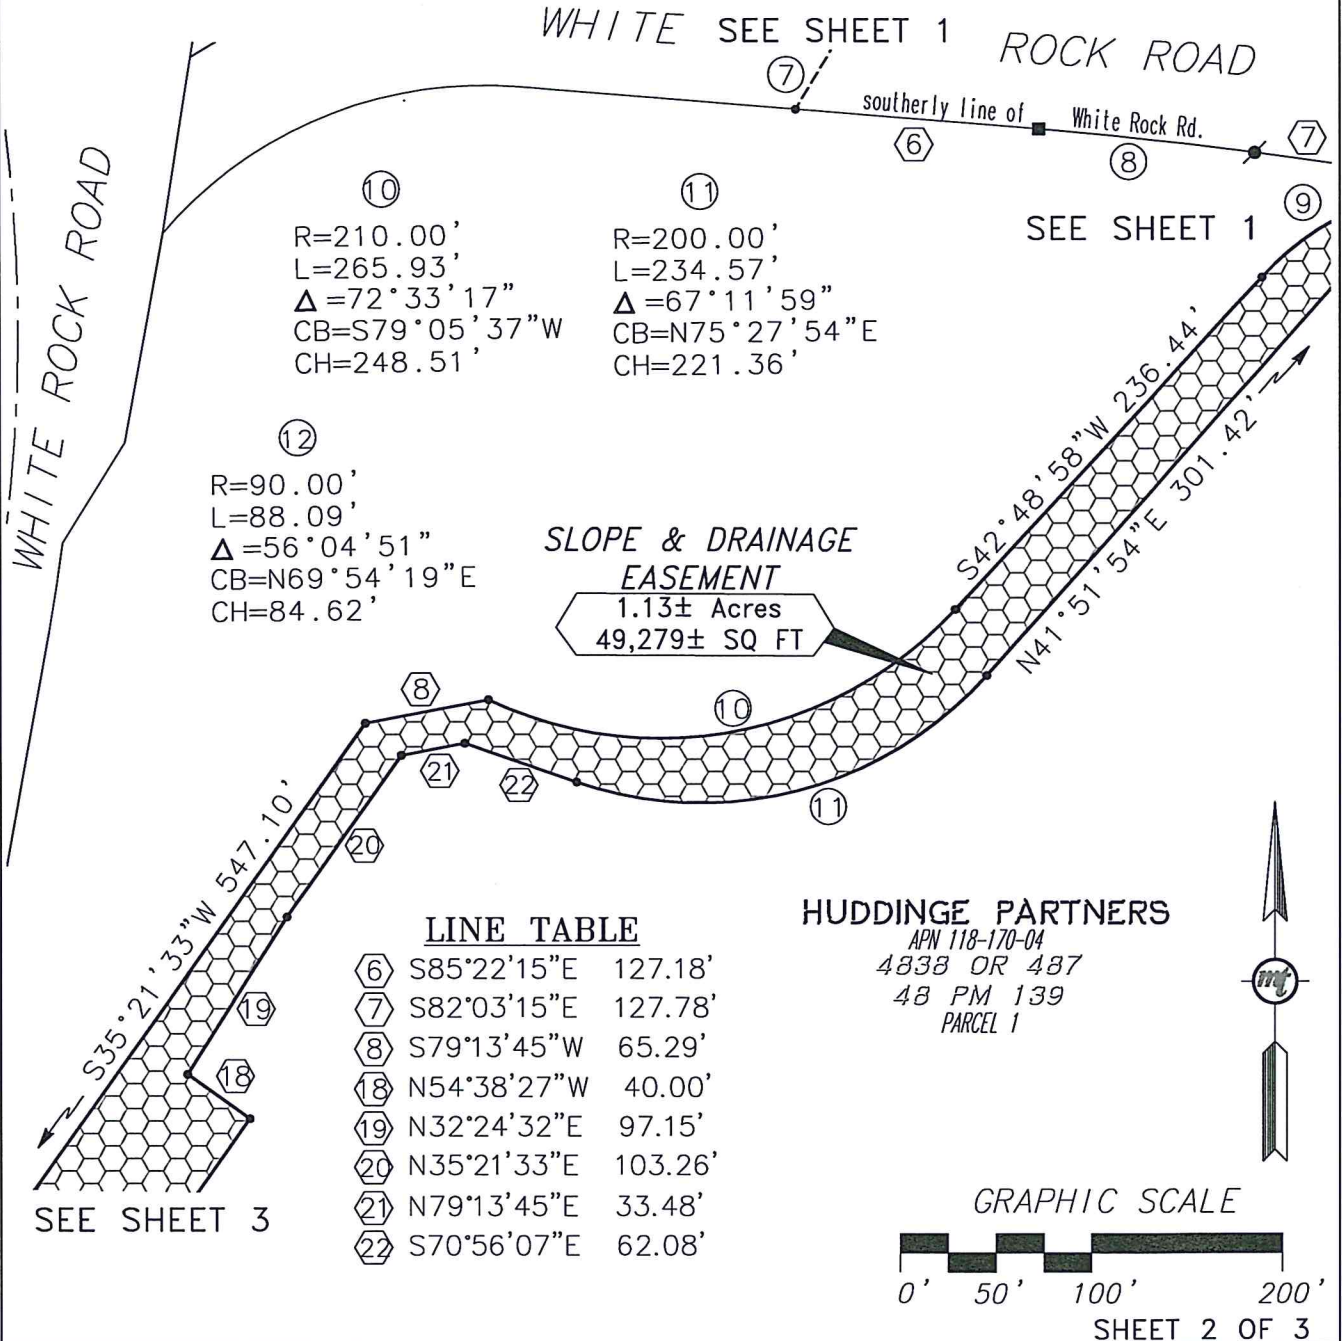 WHITE SEE SHEET 1 ROCK ROAD
7
southerly line of White Rock Rd.
6
8
7
9
SEE SHEET 1
WHITE ROCK ROAD
10
R=210.00'
L=265.93'
Δ=72°33'17"
CB=S79°05'37"W
CH=248.51'
11
R=200.00'
L=234.57'
Δ=67°11'59"
CB=N75°27'54"E
CH=221.36'
12
R=90.00'
L=88.09'
Δ=56°04'51"
CB=N69°54'19"E
CH=84.62'
S42°48'58"W 236.44'
N41°51'54"E 301.42'
SLOPE & DRAINAGE
EASEMENT
1.13± Acres
49,279± SQ FT
8
10
21
22
11
20
S35°21'33"W 547.10'
19
18
SEE SHEET 3
LINE TABLE
6 S85°22'15"E 127.18'
7 S82°03'15"E 127.78'
8 S79°13'45"W 65.29'
18 N54°38'27"W 40.00'
19 N32°24'32"E 97.15'
20 N35°21'33"E 103.26'
21 N79°13'45"E 33.48'
22 S70°56'07"E 62.08'
HUDDINGE PARTNERS
APN 118-170-04
4838 OR 487
48 PM 139
PARCEL 1
mt
GRAPHIC SCALE
0' 50' 100' 200'
SHEET 2 OF 3